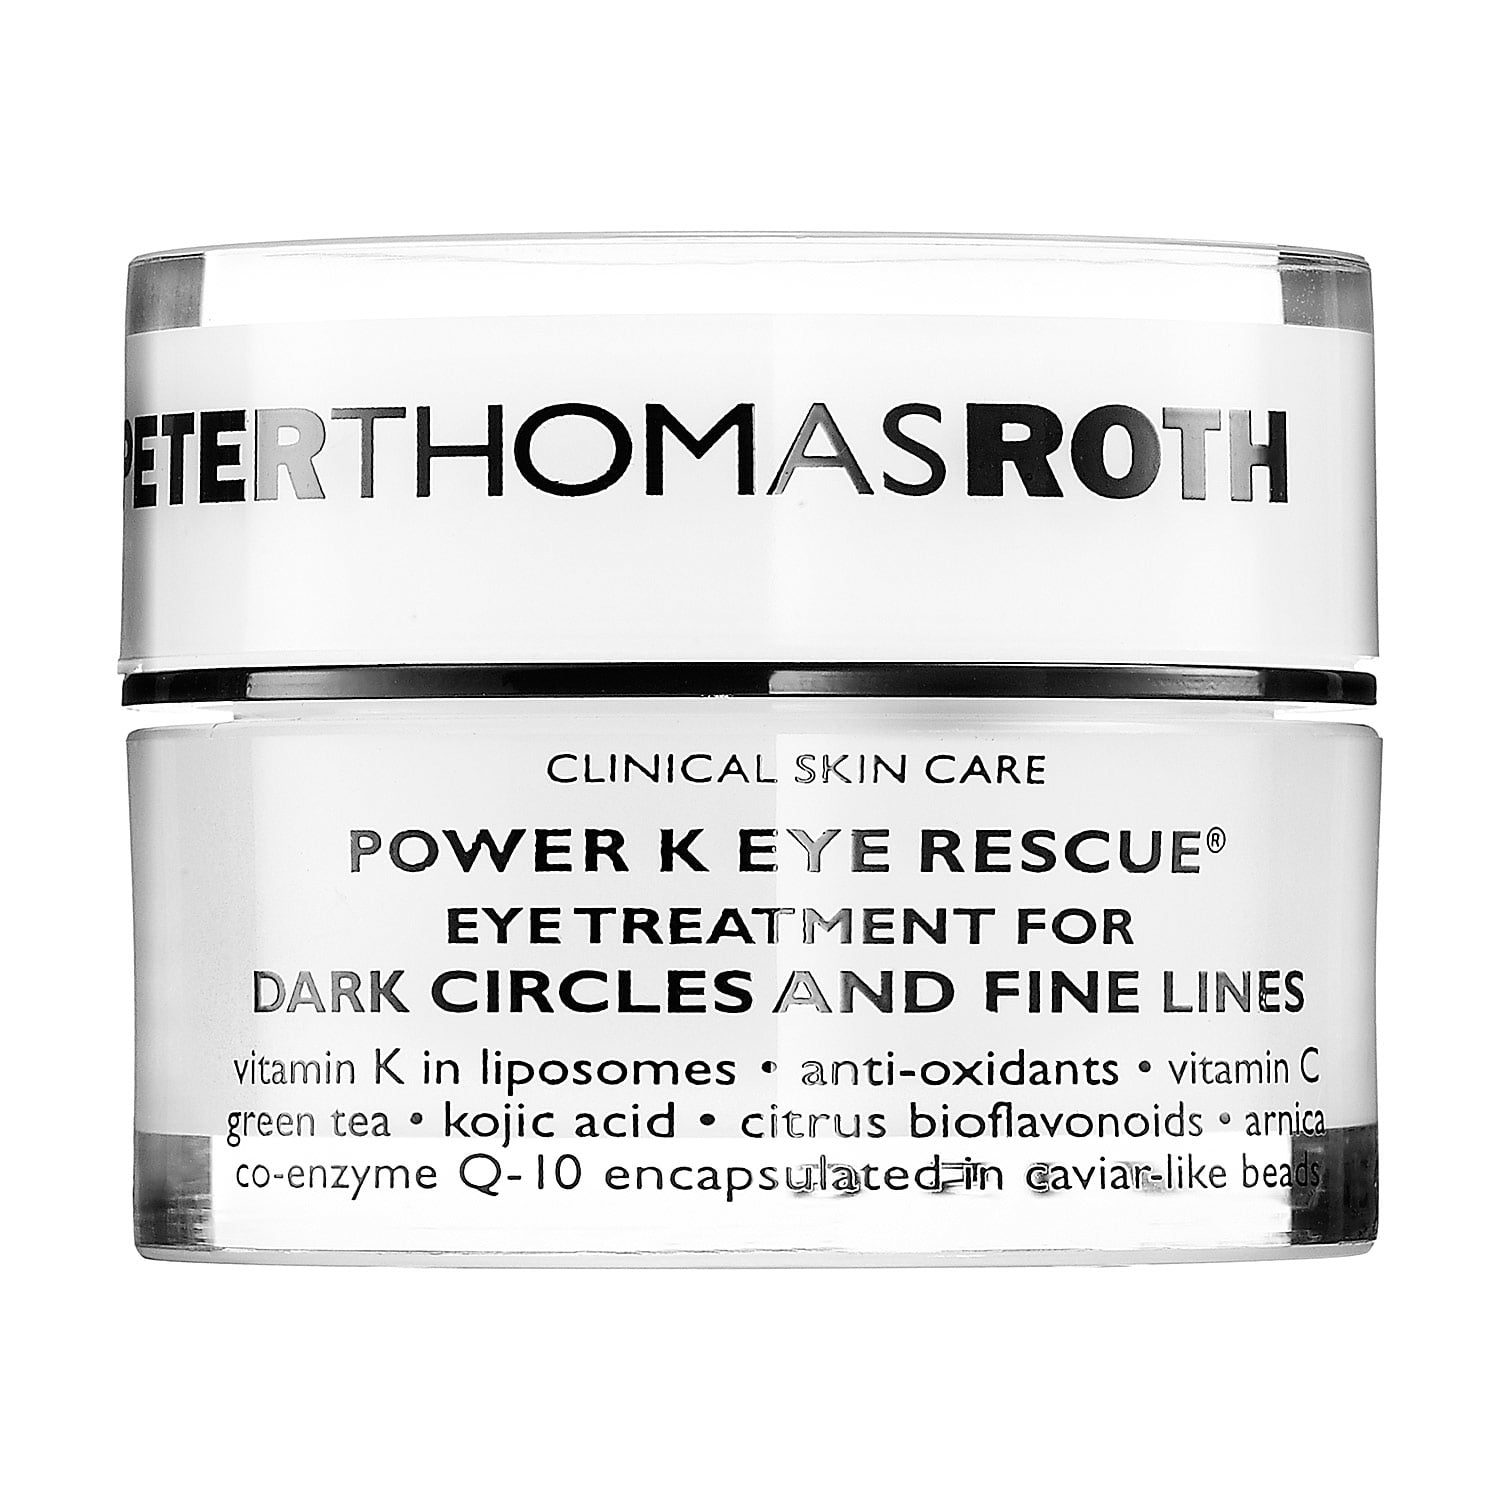 PETERTHOMASROTH
CLINICAL SKIN CARE
POWER K EYE RESCUE®
EYE TREATMENT FOR
DARK CIRCLES AND FINE LINES
vitamin K in liposomes • anti-oxidants • vitamin C
green tea • kojic acid • citrus bioflavonoids • arnica
co-enzyme Q-10 encapsulated in caviar-like beads